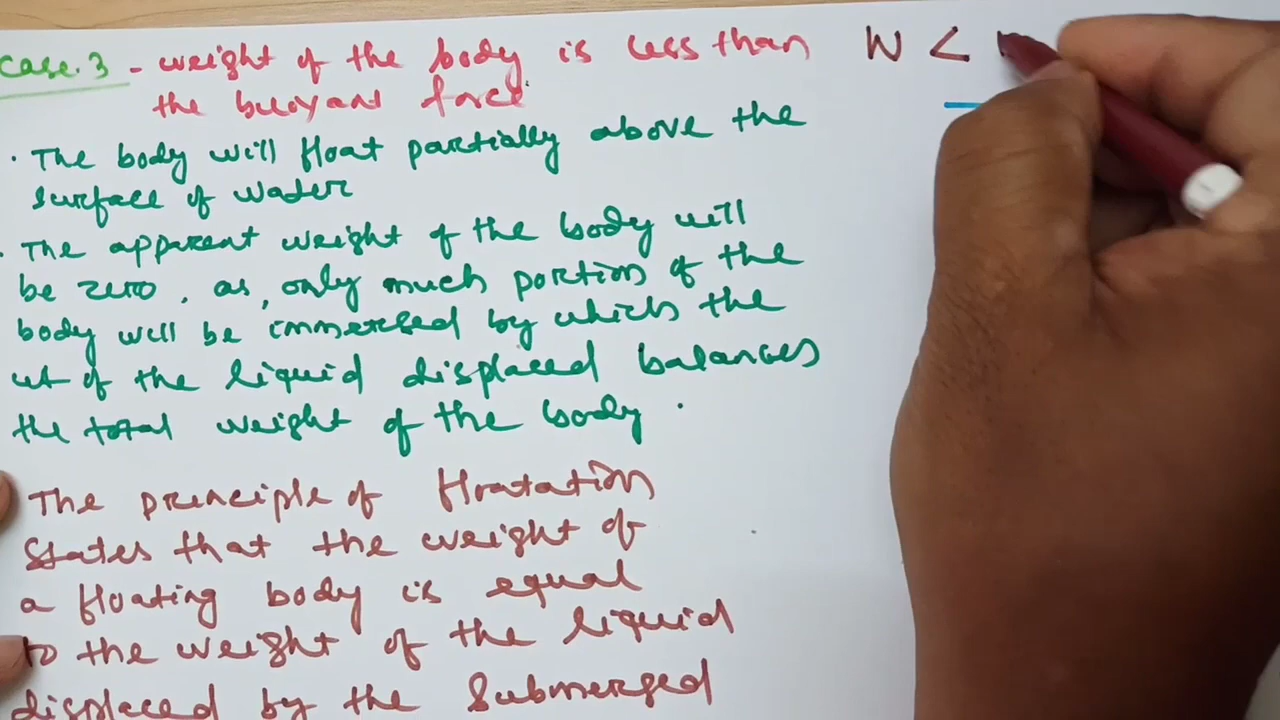 Case.3 - weight of the body is less than W <
the buoyant force
· The body will float partially above the
surface of water
· The apparent weight of the body will
be zero, as, only much portion of the
body will be immersed by which the
wt of the liquid displaced balances
the total weight of the body.
The principle of floatation
states that the weight of
a floating body is equal
to the weight of the liquid
displaced by the submerged